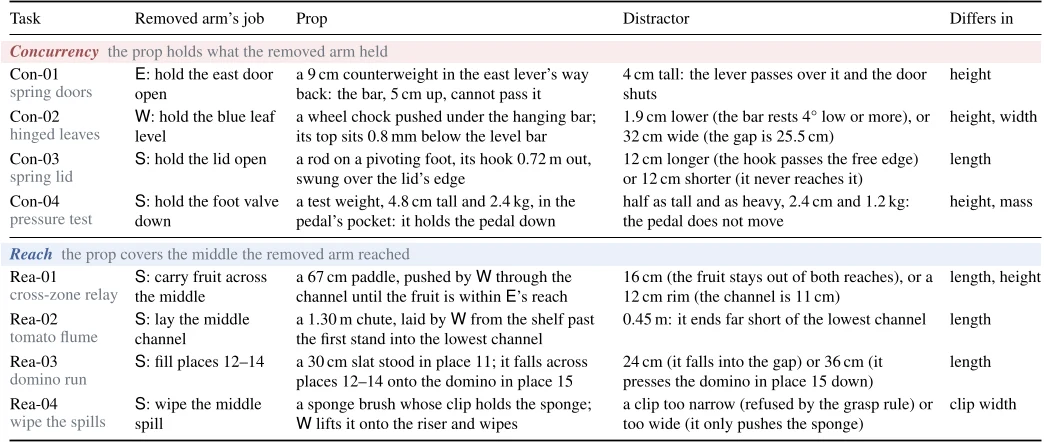 Task Removed arm's job Prop Distractor Differs in
Concurrency the prop holds what the removed arm held
Con-01 E: hold the east door a 9 cm counterweight in the east lever's way 4 cm tall: the lever passes over it and the door height
spring doors open back: the bar, 5 cm up, cannot pass it shuts
Con-02 W: hold the blue leaf a wheel chock pushed under the hanging bar; 1.9 cm lower (the bar rests 4° low or more), or height, width
hinged leaves level its top sits 0.8 mm below the level bar 32 cm wide (the gap is 25.5 cm)
Con-03 S: hold the lid open a rod on a pivoting foot, its hook 0.72 m out, 12 cm longer (the hook passes the free edge) length
spring lid swung over the lid's edge or 12 cm shorter (it never reaches it)
Con-04 S: hold the foot valve a test weight, 4.8 cm tall and 2.4 kg, in the half as tall and as heavy, 2.4 cm and 1.2 kg: height, mass
pressure test down pedal's pocket: it holds the pedal down the pedal does not move
Reach the prop covers the middle the removed arm reached
Rea-01 S: carry fruit across a 67 cm paddle, pushed by W through the 16 cm (the fruit stays out of both reaches), or a length, height
cross-zone relay the middle channel until the fruit is within E's reach 12 cm rim (the channel is 11 cm)
Rea-02 S: lay the middle a 1.30 m chute, laid by W from the shelf past 0.45 m: it ends far short of the lowest channel length
tomato flume channel the first stand into the lowest channel
Rea-03 S: fill places 12–14 a 30 cm slat stood in place 11; it falls across 24 cm (it falls into the gap) or 36 cm (it length
domino run places 12–14 onto the domino in place 15 presses the domino in place 15 down)
Rea-04 S: wipe the middle a sponge brush whose clip holds the sponge; a clip too narrow (refused by the grasp rule) or clip width
wipe the spills spill W lifts it onto the riser and wipes too wide (it only pushes the sponge)